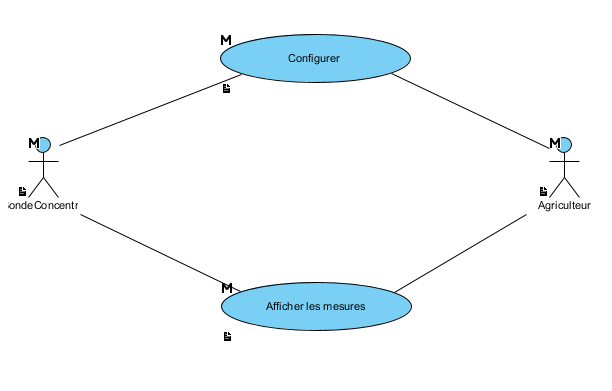 M
Configurer
M
M
ondeConcentr
Agriculteur
M
Afficher les mesures